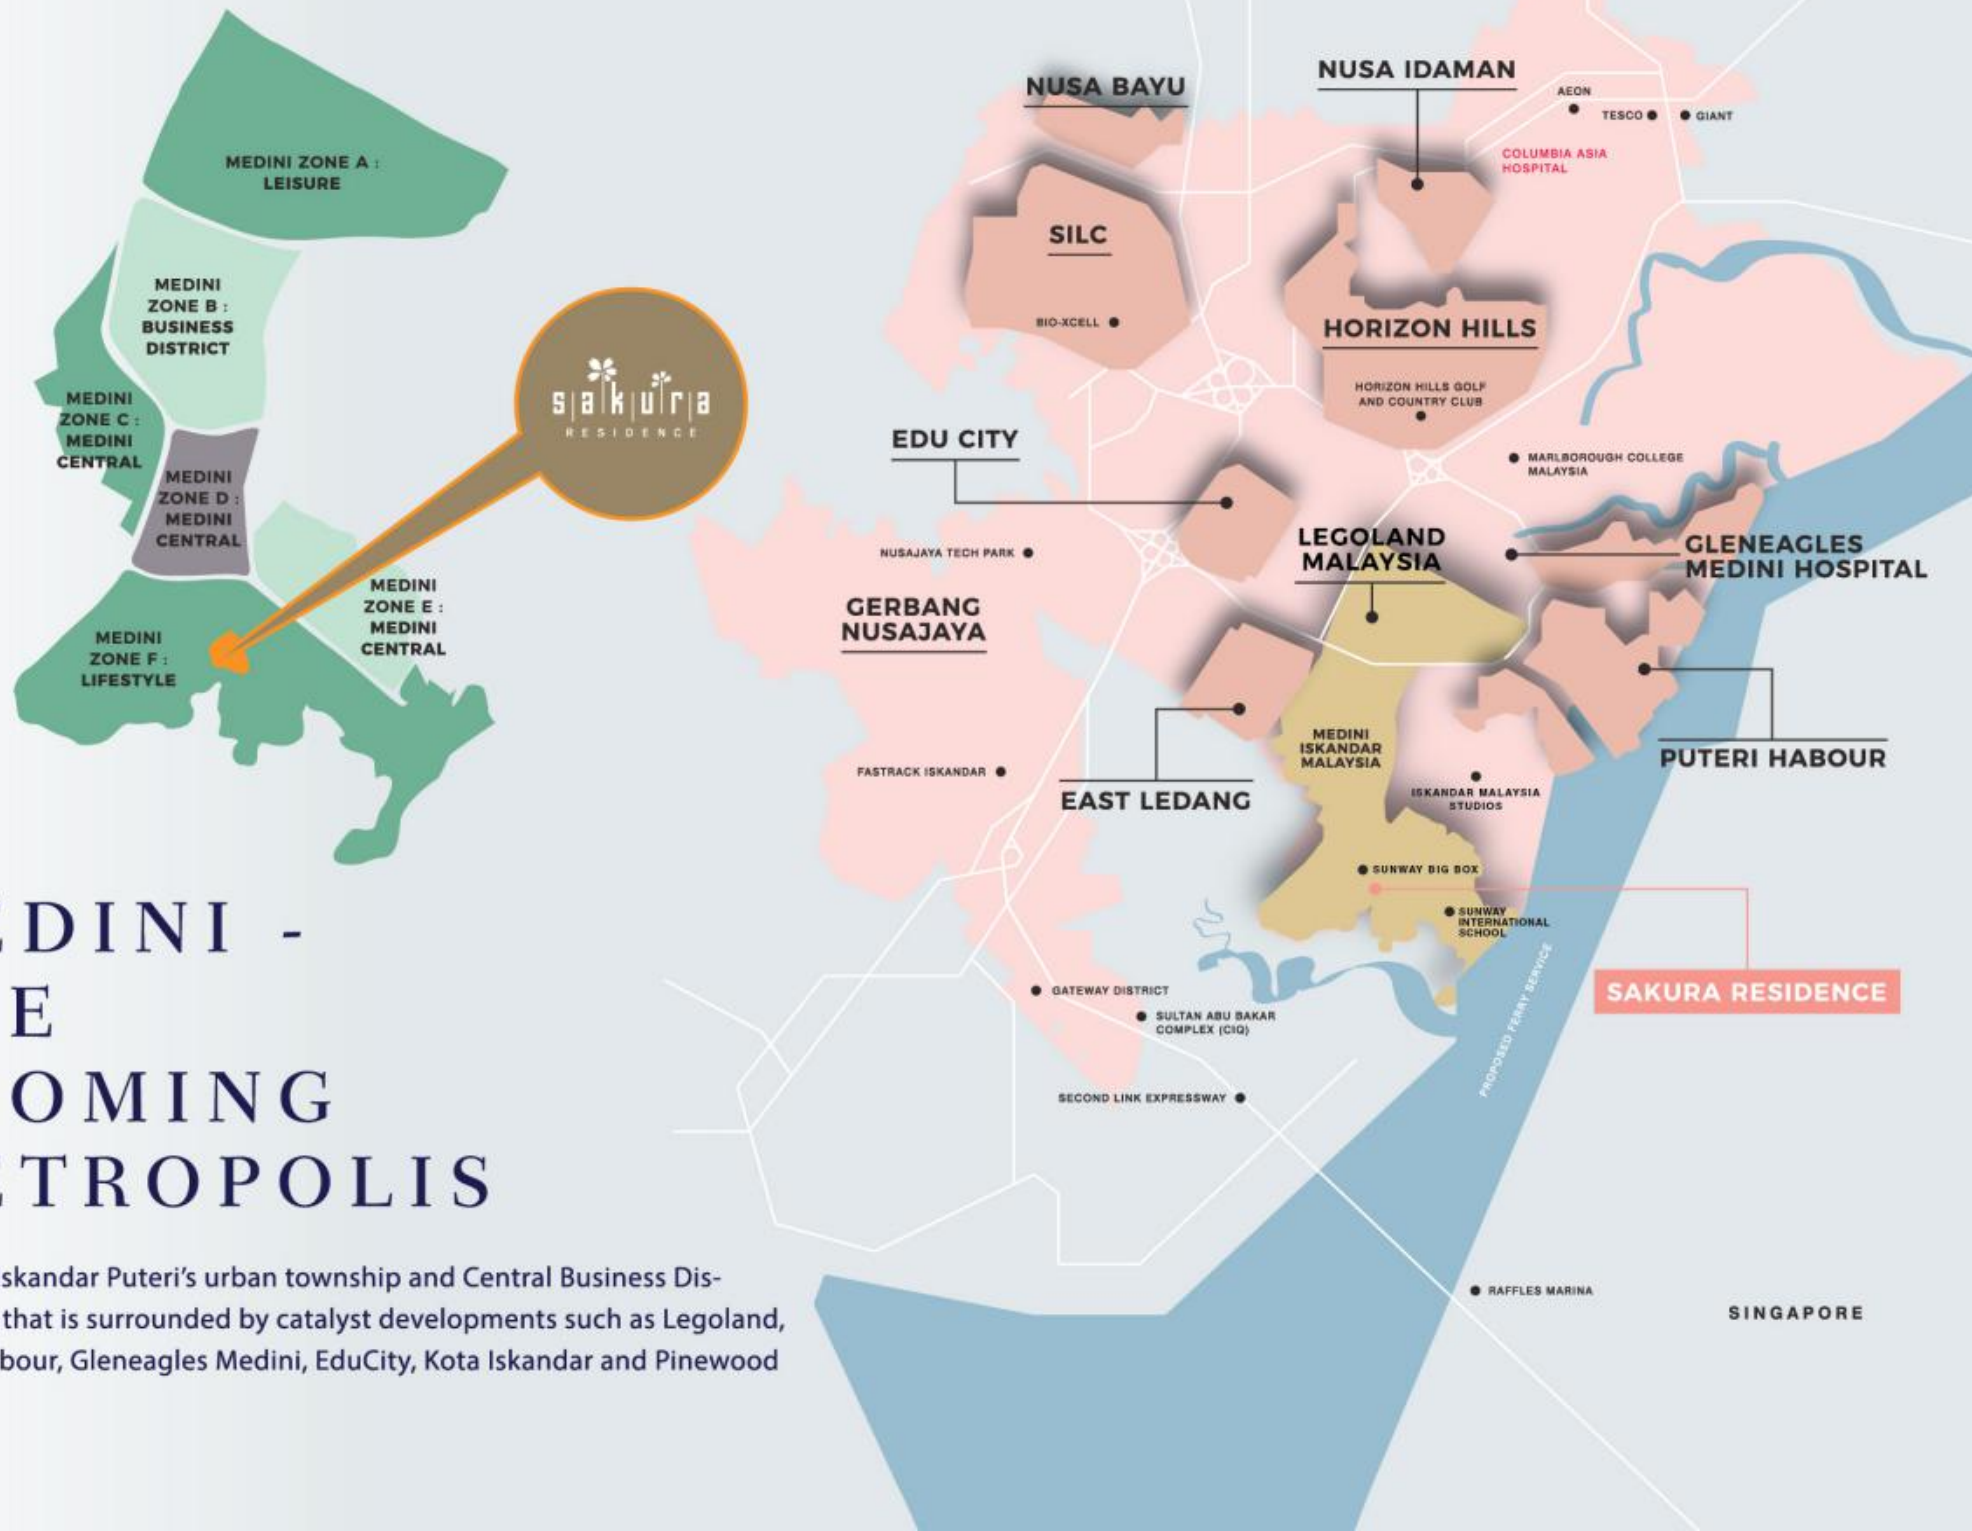 MEDINI ZONE A :
LEISURE
MEDINI
ZONE B :
BUSINESS
DISTRICT
MEDINI
ZONE C :
MEDINI
CENTRAL
MEDINI
ZONE D :
MEDINI
CENTRAL
MEDINI
ZONE E :
MEDINI
CENTRAL
MEDINI
ZONE F :
LIFESTYLE
s|a|k|u|r|a
RESIDENCE
EDINI -
E
OMING
ETROPOLIS
skandar Puteri’s urban township and Central Business Dis-
that is surrounded by catalyst developments such as Legoland,
bour, Gleneagles Medini, EduCity, Kota Iskandar and Pinewood
NUSA BAYU
NUSA IDAMAN
AEON
TESCO
GIANT
COLUMBIA ASIA
HOSPITAL
SILC
BIO-XCELL
HORIZON HILLS
HORIZON HILLS GOLF
AND COUNTRY CLUB
EDU CITY
MARLBOROUGH COLLEGE
MALAYSIA
NUSAJAYA TECH PARK
LEGOLAND
MALAYSIA
GLENEAGLES
MEDINI HOSPITAL
GERBANG
NUSAJAYA
MEDINI
ISKANDAR
MALAYSIA
PUTERI HABOUR
FASTRACK ISKANDAR
EAST LEDANG
ISKANDAR MALAYSIA
STUDIOS
SUNWAY BIG BOX
SUNWAY
INTERNATIONAL
SCHOOL
PROPOSED FERRY SERVICE
SAKURA RESIDENCE
GATEWAY DISTRICT
SULTAN ABU BAKAR
COMPLEX (CIQ)
SECOND LINK EXPRESSWAY
RAFFLES MARINA
SINGAPORE